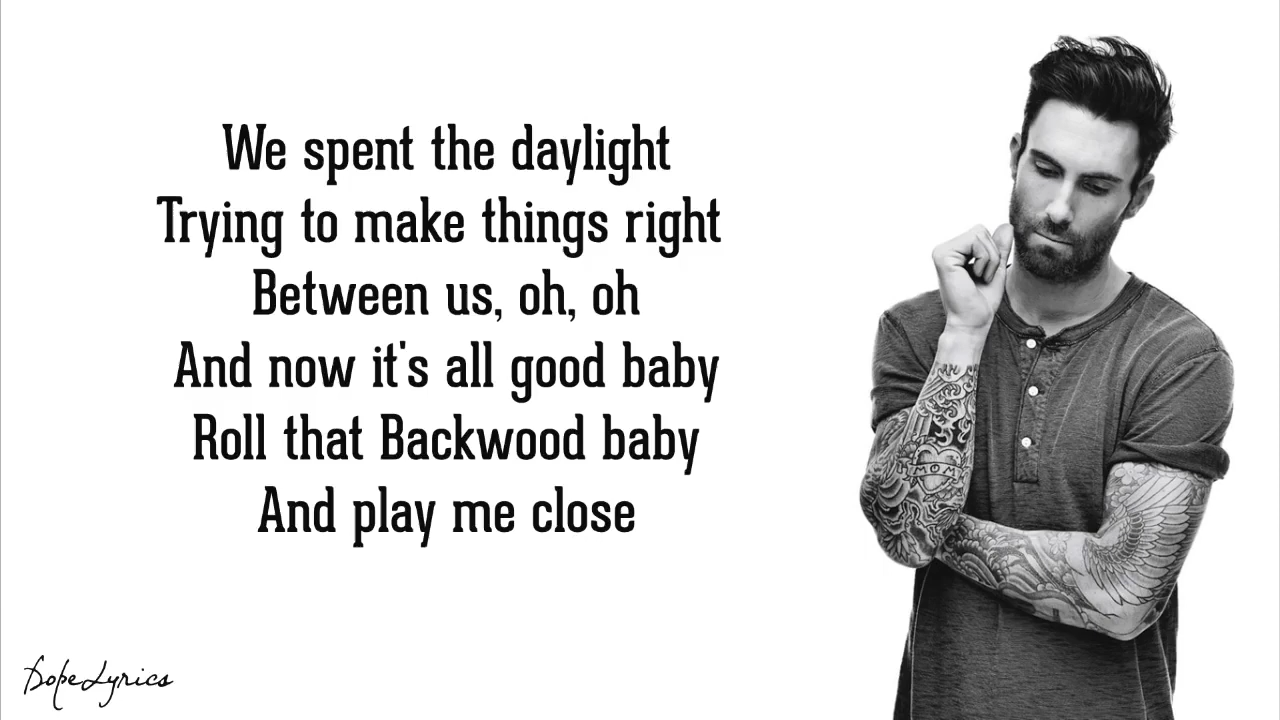 We spent the daylight
Trying to make things right
Between us, oh, oh
And now it's all good baby
Roll that Backwood baby
And play me close
DopeLyrics
MOM